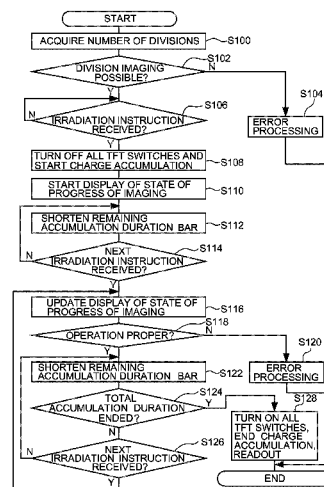 START
ACQUIRE NUMBER OF DIVISIONS
S100
DIVISION IMAGING
POSSIBLE?
S102
N
Y
S104
ERROR
PROCESSING
N
IRRADIATION INSTRUCTION
RECEIVED?
S106
Y
TURN OFF ALL TFT SWITCHES AND
START CHARGE ACCUMULATION
S108
START DISPLAY OF STATE OF
PROGRESS OF IMAGING
S110
SHORTEN REMAINING
ACCUMULATION DURATION BAR
S112
N
NEXT
IRRADIATION INSTRUCTION
RECEIVED?
S114
Y
UPDATE DISPLAY OF STATE OF
PROGRESS OF IMAGING
S116
OPERATION PROPER?
S118
N
Y
S120
ERROR
PROCESSING
SHORTEN REMAINING
ACCUMULATION DURATION BAR
S122
TOTAL
ACCUMULATION DURATION
ENDED?
S124
Y
N
S128
TURN ON ALL
TFT SWITCHES,
END CHARGE
ACCUMULATION,
READOUT
N
NEXT
IRRADIATION INSTRUCTION
RECEIVED?
S126
Y
END